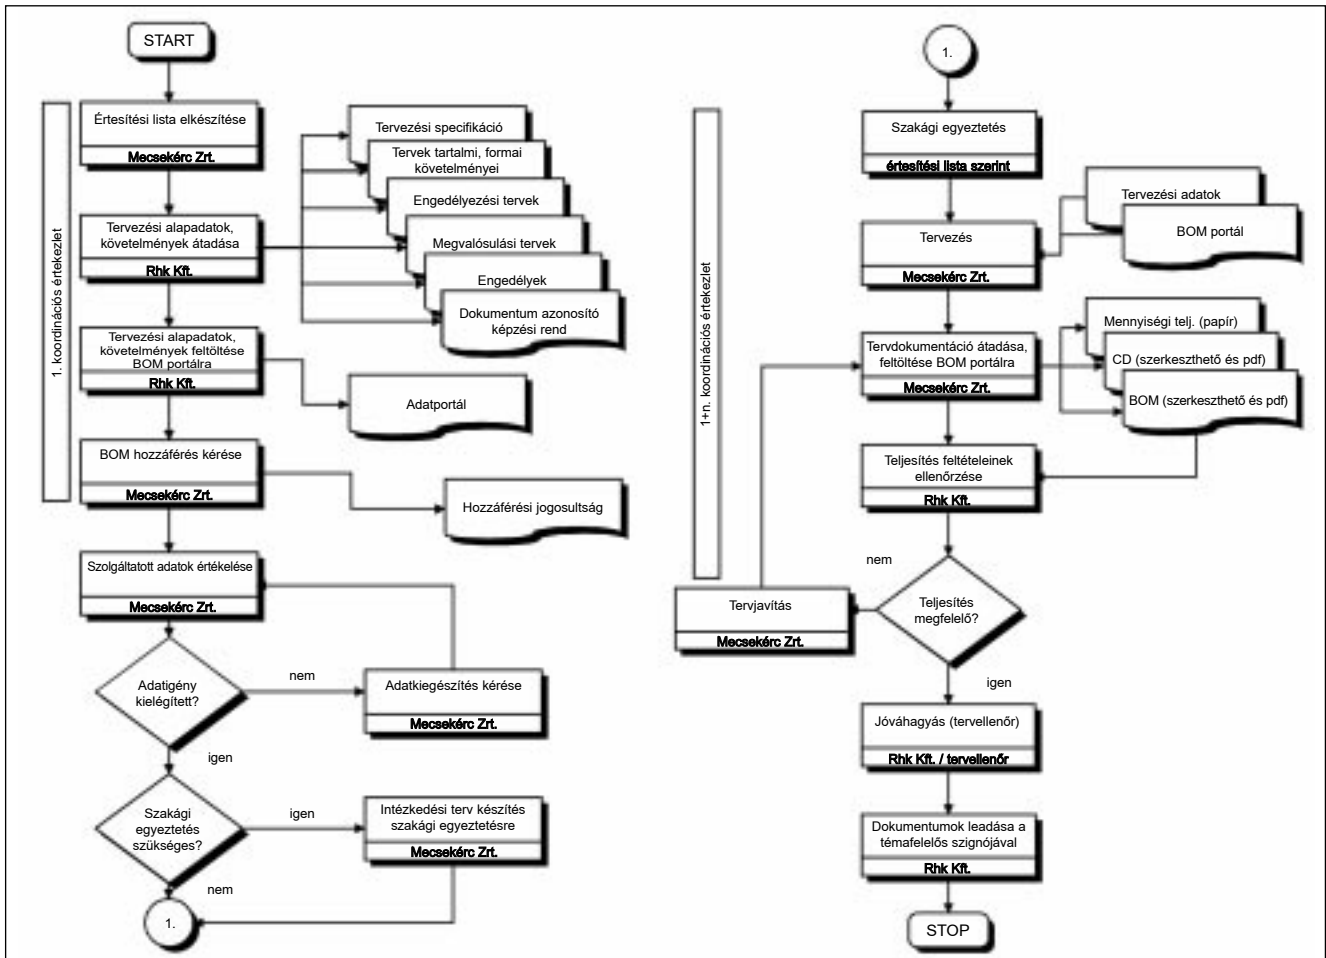 START
Értesítési lista elkészítése
Mecsekérc Zrt.
Tervezési alapadatok,
követelmények átadása
Rhk Kft.
Tervezési alapadatok,
követelmények feltöltése
BOM portálra
Rhk Kft.
BOM hozzáférés kérése
Mecsekérc Zrt.
1. koordinációs értekezlet
Tervezési specifikáció
Tervek tartalmi, formai
követelményei
Engedélyezési tervek
Megvalósulási tervek
Engedélyek
Dokumentum azonosító
képzési rend
Adatportál
Hozzáférési jogosultság
Szolgáltatott adatok értékelése
Mecsekérc Zrt.
Adatigény
kielégített?
nem
Adatkiegészítés kérése
Mecsekérc Zrt.
igen
Szakági
egyeztetés
szükséges?
igen
Intézkedési terv készítés
szakági egyeztetésre
Mecsekérc Zrt.
nem
1.
1.
Szakági egyeztetés
értesítési lista szerint
Tervezési adatok
BOM portál
Tervezés
Mecsekérc Zrt.
1+n. koordinációs értekezlet
Tervdokumentáció átadása,
feltöltése BOM portálra
Mecsekérc Zrt.
Mennyiségi telj. (papír)
CD (szerkeszthető és pdf)
BOM (szerkeszthető és pdf)
Teljesítés feltételeinek
ellenőrzése
Rhk Kft.
nem
Teljesítés
megfelelő?
Tervjavítás
Mecsekérc Zrt.
igen
Jóváhagyás (tervellenőr)
Rhk Kft. / tervellenőr
Dokumentumok leadása a
témafelelős szignójával
Rhk Kft.
STOP